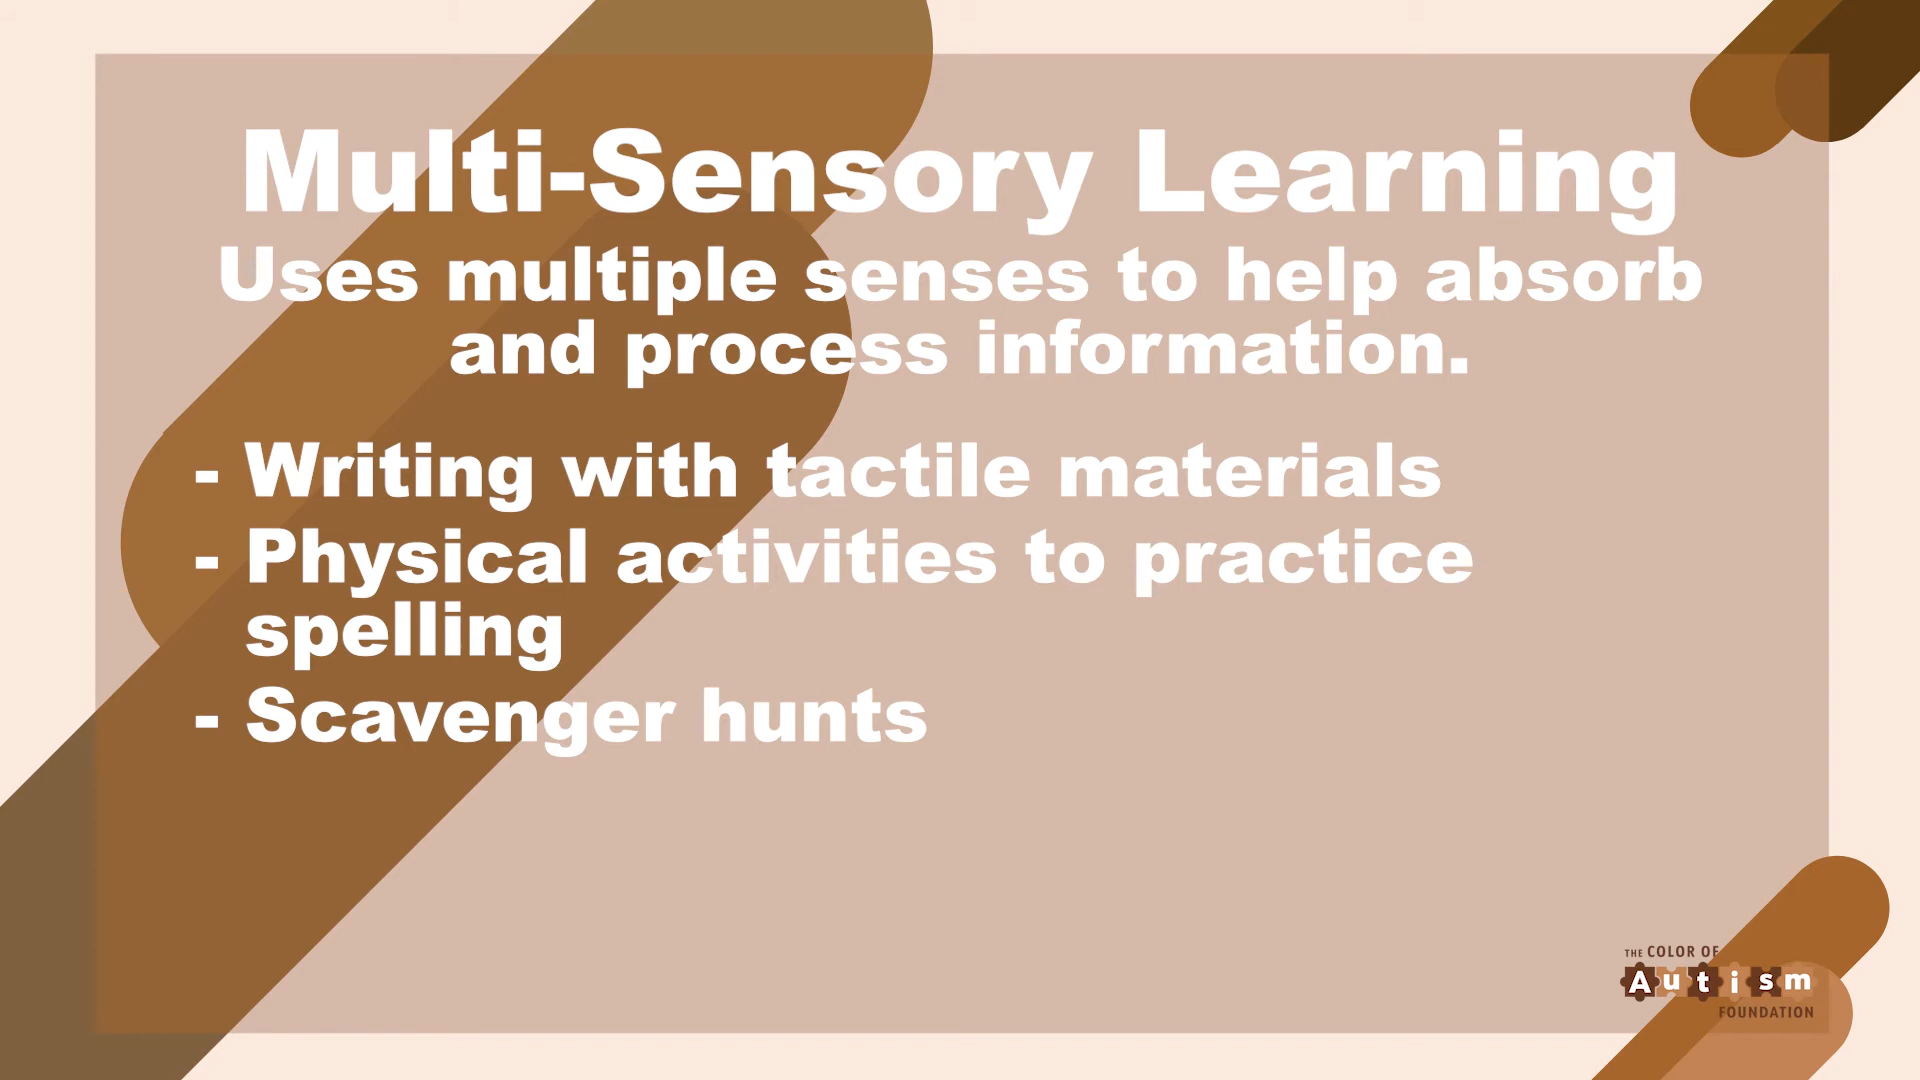 Multi-Sensory Learning
Uses multiple senses to help absorb
and process information.
- Writing with tactile materials
- Physical activities to practice
spelling
- Scavenger hunts
THE COLOR OF
Autism
FOUNDATION